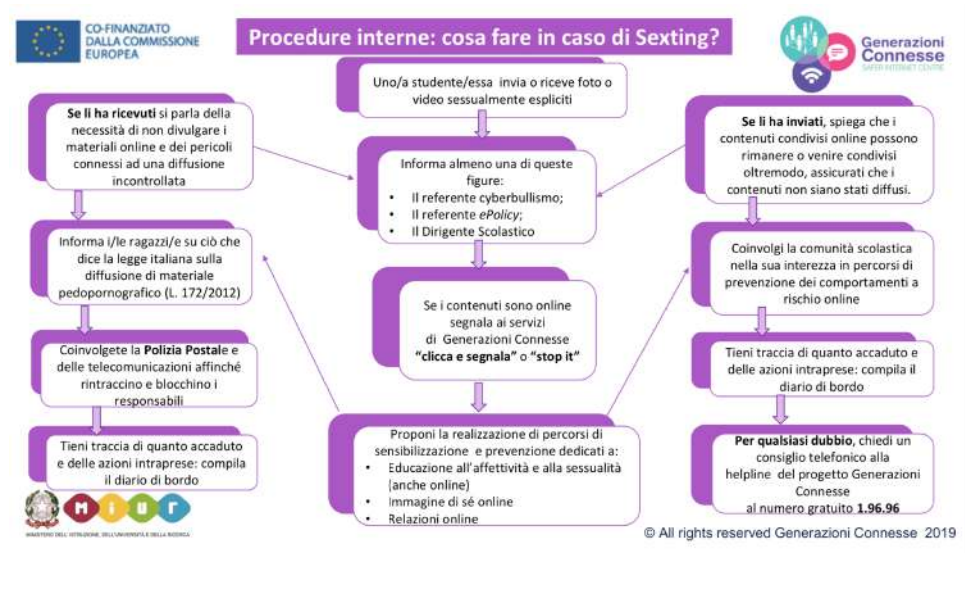 CO-FINANZIATO
DALLA COMMISSIONE
EUROPEA
Procedure interne: cosa fare in caso di Sexting?
Generazioni
Connesse
SAFER INTERNET CENTRE
Uno/a studente/essa invia o riceve foto o
video sessualmente espliciti
Se li ha ricevuti si parla della
necessità di non divulgare i
materiali online e dei pericoli
connessi ad una diffusione
incontrollata
Informa i/le ragazzi/e su ciò che
dice la legge italiana sulla
diffusione di materiale
pedopornografico (L. 172/2012)
Coinvolgete la Polizia Postale e
delle telecomunicazioni affinché
rintraccino e blocchino i
responsabili
Tieni traccia di quanto accaduto
e delle azioni intraprese: compila
il diario di bordo
Informa almeno una di queste
figure:
• Il referente cyberbullismo;
• Il referente ePolicy;
• Il Dirigente Scolastico
Se i contenuti sono online
segnala ai servizi
di Generazioni Connesse
“clicca e segnala” o “stop it”
Proponi la realizzazione di percorsi di
sensibilizzazione e prevenzione dedicati a:
• Educazione all'affettività e alla sessualità
(anche online)
• Immagine di sé online
• Relazioni online
Se li ha inviati, spiega che i
contenuti condivisi online possono
rimanere o venire condivisi
oltremodo, assicurati che i
contenuti non siano stati diffusi.
Coinvolgi la comunità scolastica
nella sua interezza in percorsi di
prevenzione dei comportamenti a
rischio online
Tieni traccia di quanto accaduto e
delle azioni intraprese: compila il
diario di bordo
Per qualsiasi dubbio, chiedi un
consiglio telefonico alla
helpline del progetto Generazioni
Connesse
al numero gratuito 1.96.96
MIUR
MINISTERO DELL'ISTRUZIONE, DELL'UNIVERSITÀ E DELLA RICERCA
© All rights reserved Generazioni Connesse 2019